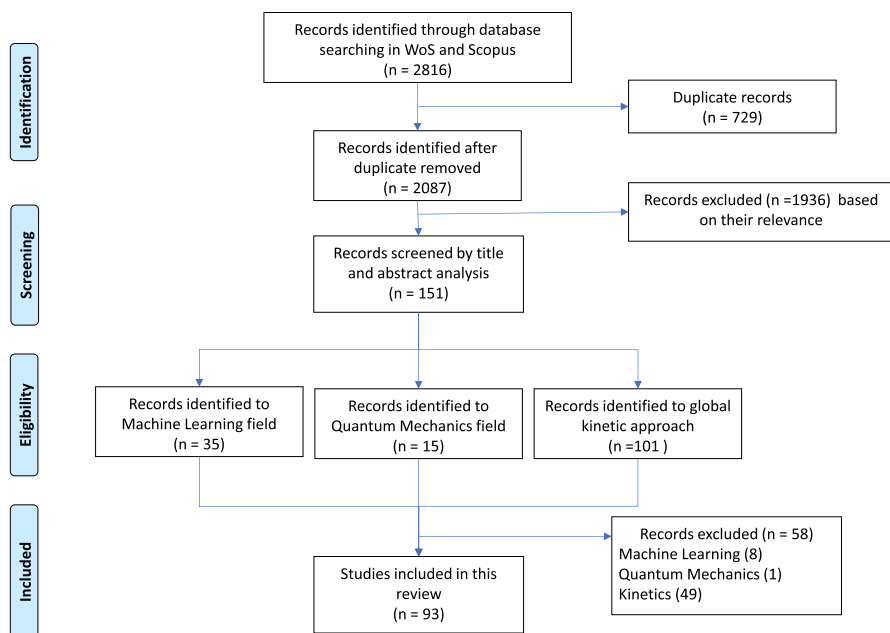 Identification
Records identified through database
searching in WoS and Scopus
(n = 2816)
Duplicate records
(n = 729)
Records identified after
duplicate removed
(n = 2087)
Screening
Records excluded (n =1936)  based
on their relevance
Records screened by title
and abstract analysis
(n = 151)
Eligibility
Records identified to
Machine Learning field
(n = 35)
Records identified to
Quantum Mechanics field
(n = 15)
Records identified to global
kinetic approach
(n =101 )
Included
Records excluded (n = 58)
Machine Learning (8)
Quantum Mechanics (1)
Kinetics (49)
Studies included in this
review
(n = 93)